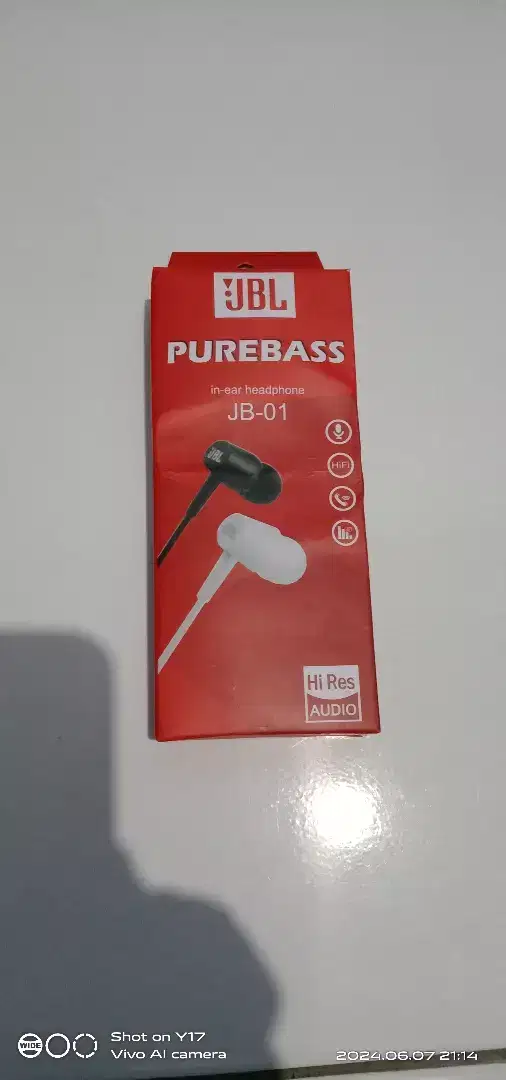 JBL
PUREBASS
in-ear headphone
JB-01
JBL
HiFi
Hi Res
AUDIO
WIDE
Shot on Y17
Vivo AI camera
2024.06.07 21:14